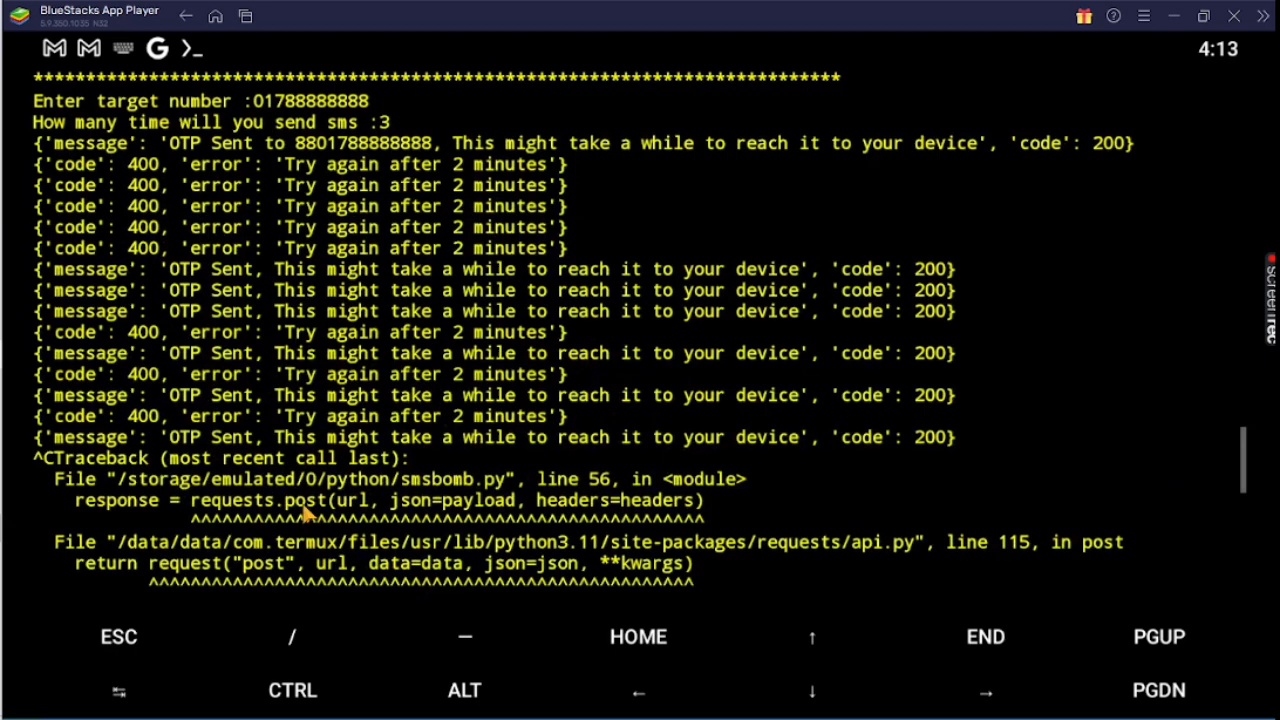 BlueStacks App Player
5.9.350.1035 N32
4:13
********************************************************************************
Enter target number :01788888888
How many time will you send sms :3
{'message': 'OTP Sent to 8801788888888, This might take a while to reach it to your device', 'code': 200}
{'code': 400, 'error': 'Try again after 2 minutes'}
{'code': 400, 'error': 'Try again after 2 minutes'}
{'code': 400, 'error': 'Try again after 2 minutes'}
{'code': 400, 'error': 'Try again after 2 minutes'}
{'code': 400, 'error': 'Try again after 2 minutes'}
{'message': 'OTP Sent, This might take a while to reach it to your device', 'code': 200}
{'message': 'OTP Sent, This might take a while to reach it to your device', 'code': 200}
{'message': 'OTP Sent, This might take a while to reach it to your device', 'code': 200}
{'code': 400, 'error': 'Try again after 2 minutes'}
{'message': 'OTP Sent, This might take a while to reach it to your device', 'code': 200}
{'code': 400, 'error': 'Try again after 2 minutes'}
{'message': 'OTP Sent, This might take a while to reach it to your device', 'code': 200}
{'code': 400, 'error': 'Try again after 2 minutes'}
{'message': 'OTP Sent, This might take a while to reach it to your device', 'code': 200}
^CTraceback (most recent call last):
File "/storage/emulated/0/python/smsbomb.py", line 56, in <module>
response = requests.post(url, json=payload, headers=headers)
^^^^^^^^^^^^^^^^^^^^^^^^^^^^^^^^^^^^^^^^^^^^^^^^^
File "/data/data/com.termux/files/usr/lib/python3.11/site-packages/requests/api.py", line 115, in post
return request("post", url, data=data, json=json, **kwargs)
^^^^^^^^^^^^^^^^^^^^^^^^^^^^^^^^^^^^^^^^^^^^^^^^^^^^
ESC / — HOME ↑ END PGUP
↹ CTRL ALT ← ↓ → PGDN
screenrec